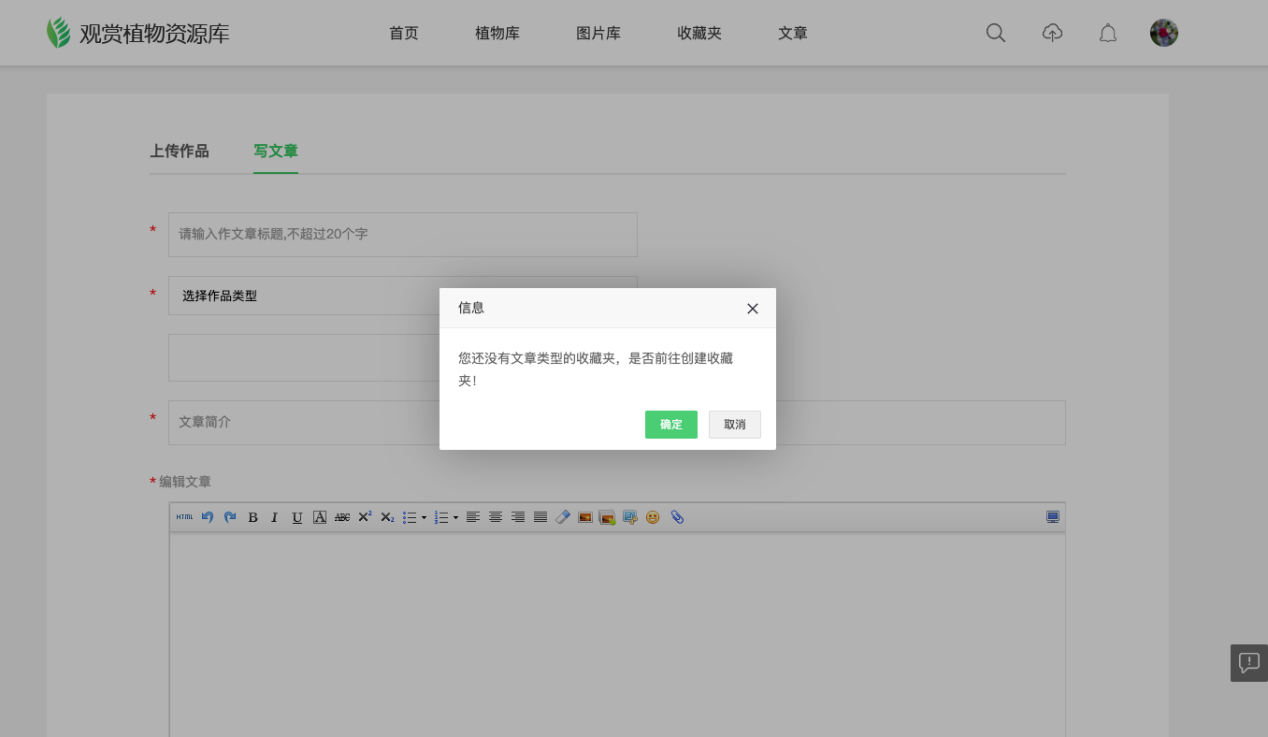 观赏植物资源库
首页 植物库 图片库 收藏夹 文章
上传作品 写文章
* 请输入作文章标题,不超过20个字
* 选择作品类型
信息
您还没有文章类型的收藏夹，是否前往创建收藏
夹！
确定 取消
* 文章简介
*编辑文章
HTML B I U A ABC X² X₂